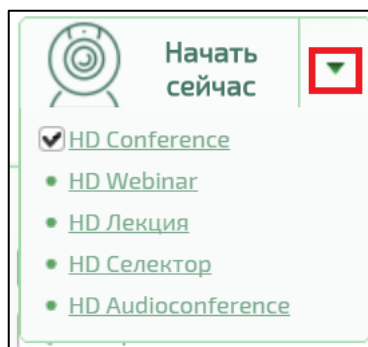 Начать
сейчас
HD Conference
HD Webinar
HD Лекция
HD Селектор
HD Audioconference